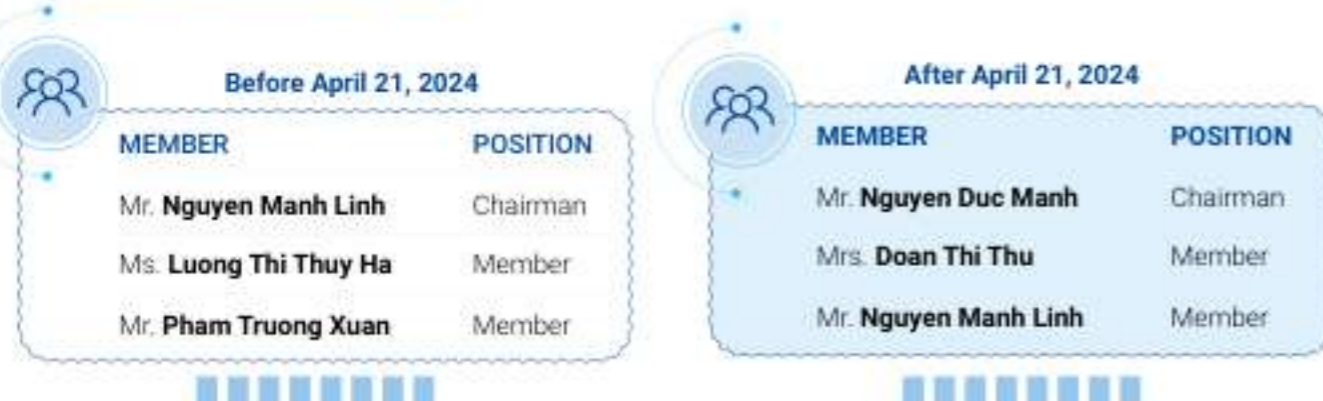 Before April 21, 2024
MEMBER POSITION
Mr. Nguyen Manh Linh Chairman
Ms. Luong Thi Thuy Ha Member
Mr. Pham Truong Xuan Member
After April 21, 2024
MEMBER POSITION
Mr. Nguyen Duc Manh Chairman
Mrs. Doan Thi Thu Member
Mr. Nguyen Manh Linh Member